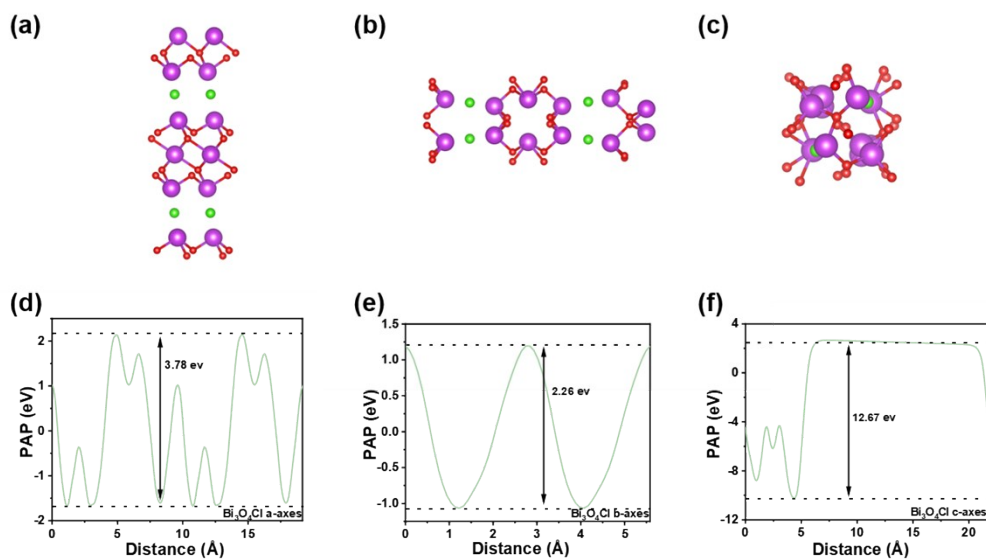 (a)
(b)
(c)
(d)
PAP (eV)
2
1
0
-1
-2
3.78 ev
Bi₃O₄Cl a-axes
0
5
10
15
Distance (Å)
(e)
PAP (eV)
1.5
1.0
0.5
0.0
-0.5
-1.0
2.26 ev
Bi₃O₄Cl b-axes
0
1
2
3
4
5
Distance (Å)
(f)
PAP (eV)
4
0
-4
-8
-12
12.67 ev
Bi₃O₄Cl c-axes
0
5
10
15
20
Distance (Å)